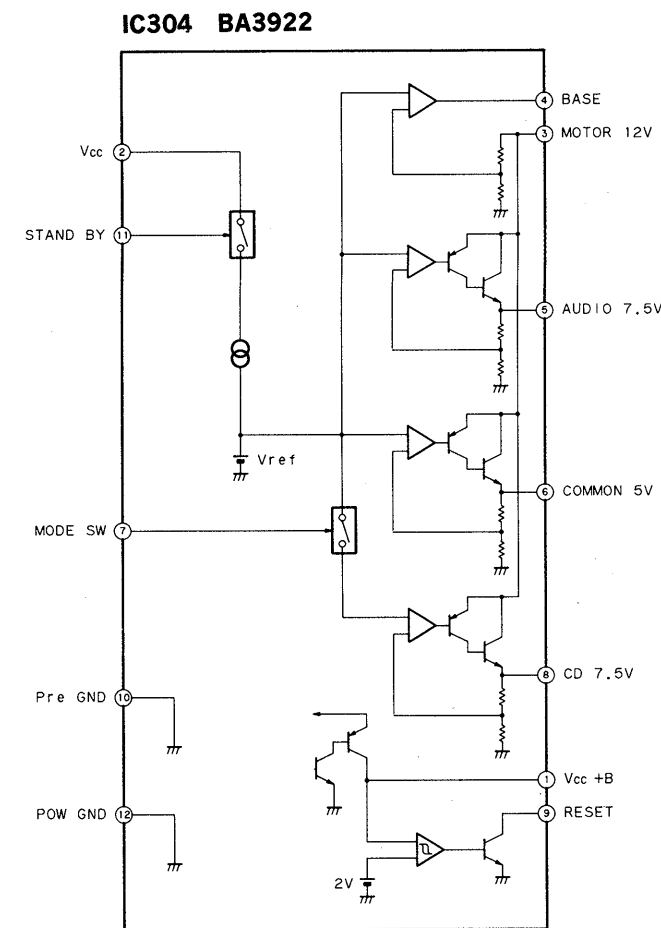 IC304 BA3922
4 BASE
3 MOTOR 12V
Vcc 2
STAND BY 11
5 AUDIO 7.5V
Vref
6 COMMON 5V
MODE SW 7
8 CD 7.5V
Pre GND 10
1 Vcc +B
9 RESET
POW GND 12
2V